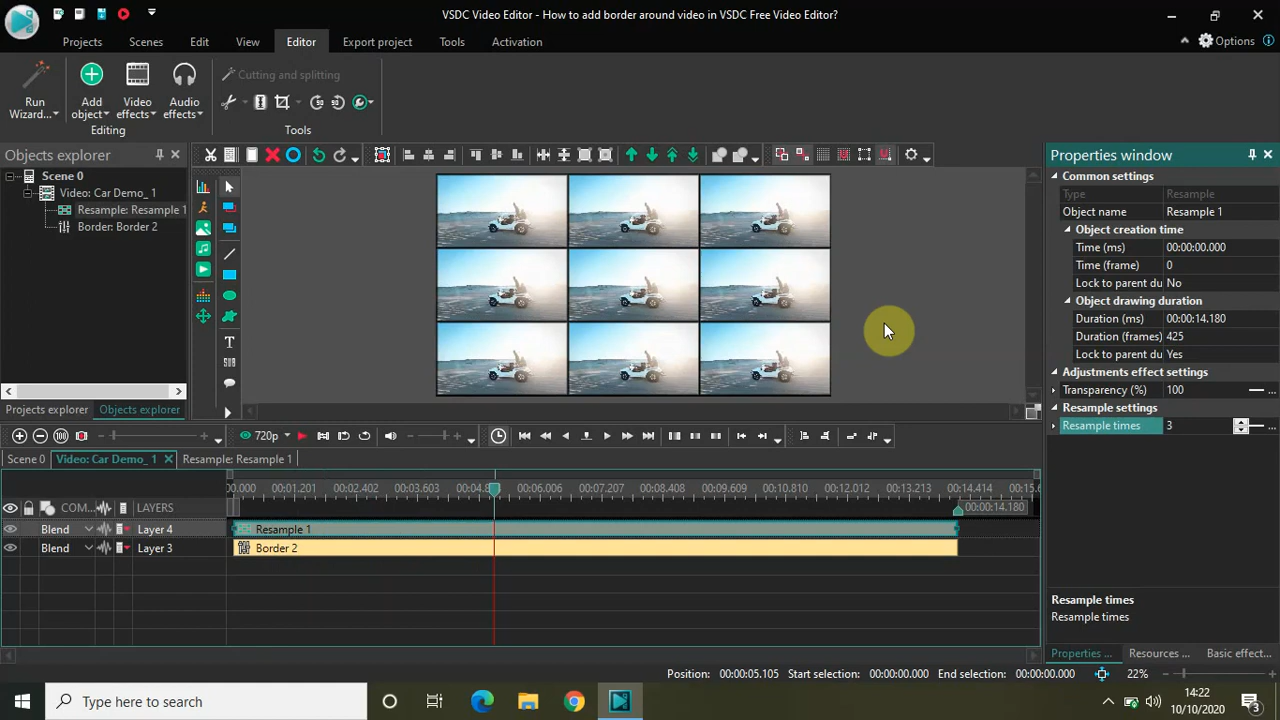 VSDC Video Editor - How to add border around video in VSDC Free Video Editor?
Projects Scenes Edit View Editor Export project Tools Activation Options
Run Wizard...
Add object
Video effects
Audio effects
Editing
Cutting and splitting
Tools
Objects explorer
Scene 0
Video: Car Demo_ 1
Resample: Resample 1
Border: Border 2
Projects explorer Objects explorer
Properties window
Common settings
Type Resample
Object name Resample 1
Object creation time
Time (ms) 00:00:00.000
Time (frame) 0
Lock to parent du No
Object drawing duration
Duration (ms) 00:00:14.180
Duration (frames) 425
Lock to parent du Yes
Adjustments effect settings
Transparency (%) 100 ...
Resample settings
Resample times 3 ...
T
720p
Scene 0 Video: Car Demo_ 1 Resample: Resample 1
:00.000 00:01.201 00:02.402 00:03.603 00:06.006 00:07.207 00:08.408 00:09.609 00:10.810 00:12.012 00:13.213 00:14.414
COM... LAYERS 00:00:14.180
Blend Layer 4 Resample 1
Blend Layer 3 Border 2
Resample times
Resample times
Properties ... Resources ... Basic effect...
Position: 00:00:05.105 Start selection: 00:00:00.000 End selection: 00:00:00.000 22%
Type here to search
14:22
10/10/2020
3